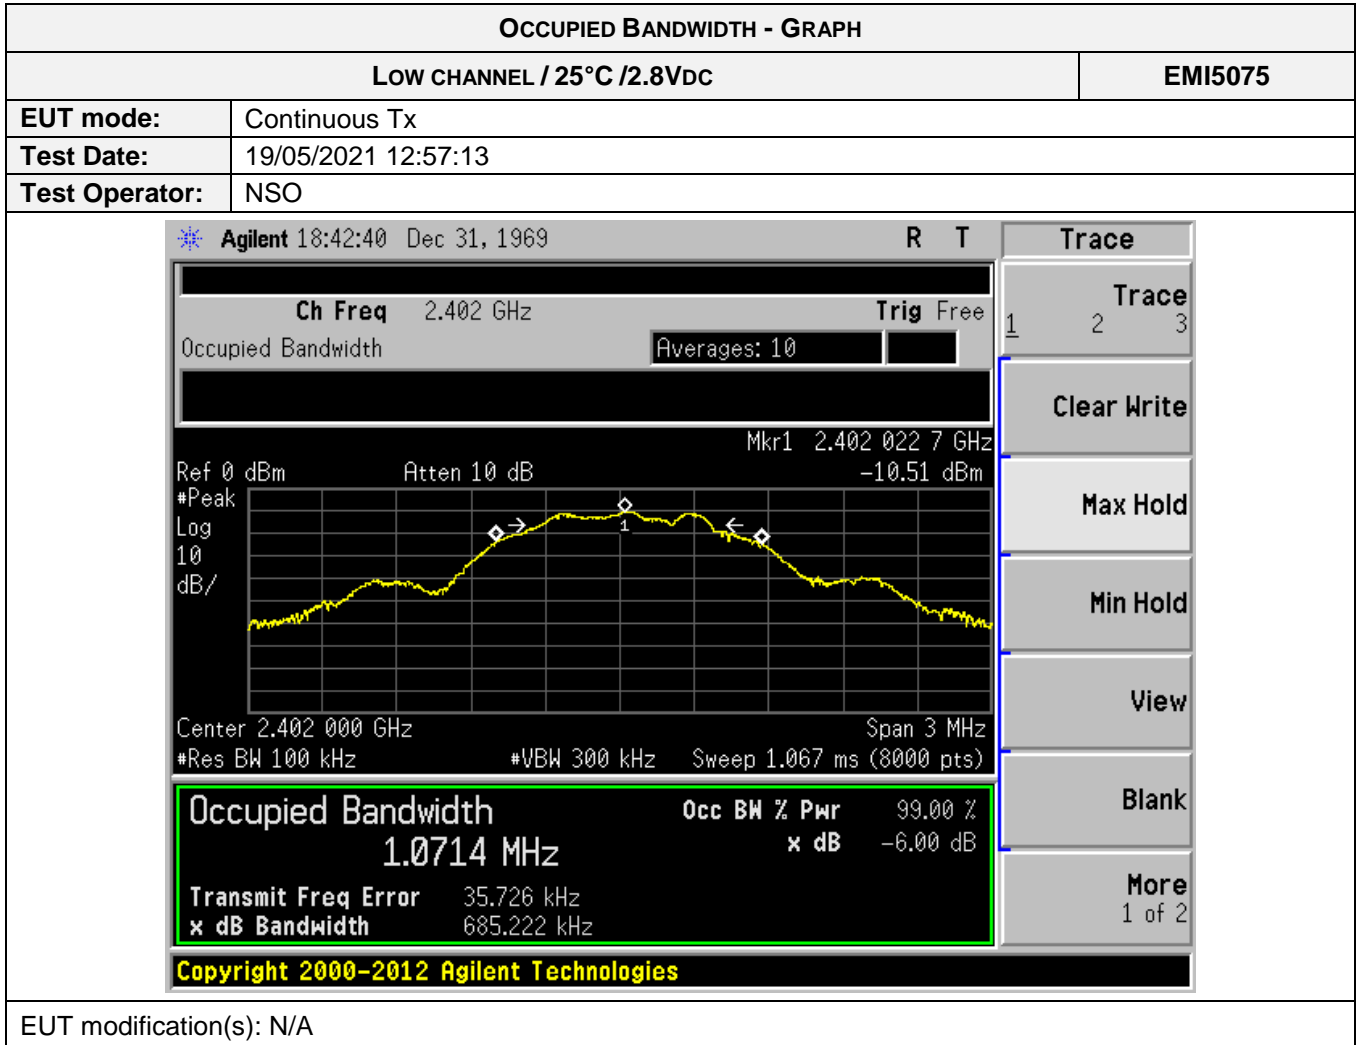 OCCUPIED BANDWIDTH - GRAPH
LOW CHANNEL / 25°C /2.8VDC EMI5075
EUT mode: Continuous Tx
Test Date: 19/05/2021 12:57:13
Test Operator: NSO
Agilent 18:42:40 Dec 31, 1969 R T Trace
Ch Freq 2.402 GHz Trig Free
Occupied Bandwidth Averages: 10
Trace
1 2 3
Clear Write
Mkr1 2.402 022 7 GHz
Ref 0 dBm Atten 10 dB -10.51 dBm
#Peak
Log
10
dB/
1
Max Hold
Min Hold
View
Center 2.402 000 GHz Span 3 MHz
#Res BW 100 kHz #VBW 300 kHz Sweep 1.067 ms (8000 pts)
Occupied Bandwidth Occ BW % Pwr 99.00 %
1.0714 MHz x dB -6.00 dB
Transmit Freq Error 35.726 kHz
x dB Bandwidth 685.222 kHz
Blank
More
1 of 2
Copyright 2000-2012 Agilent Technologies
EUT modification(s): N/A